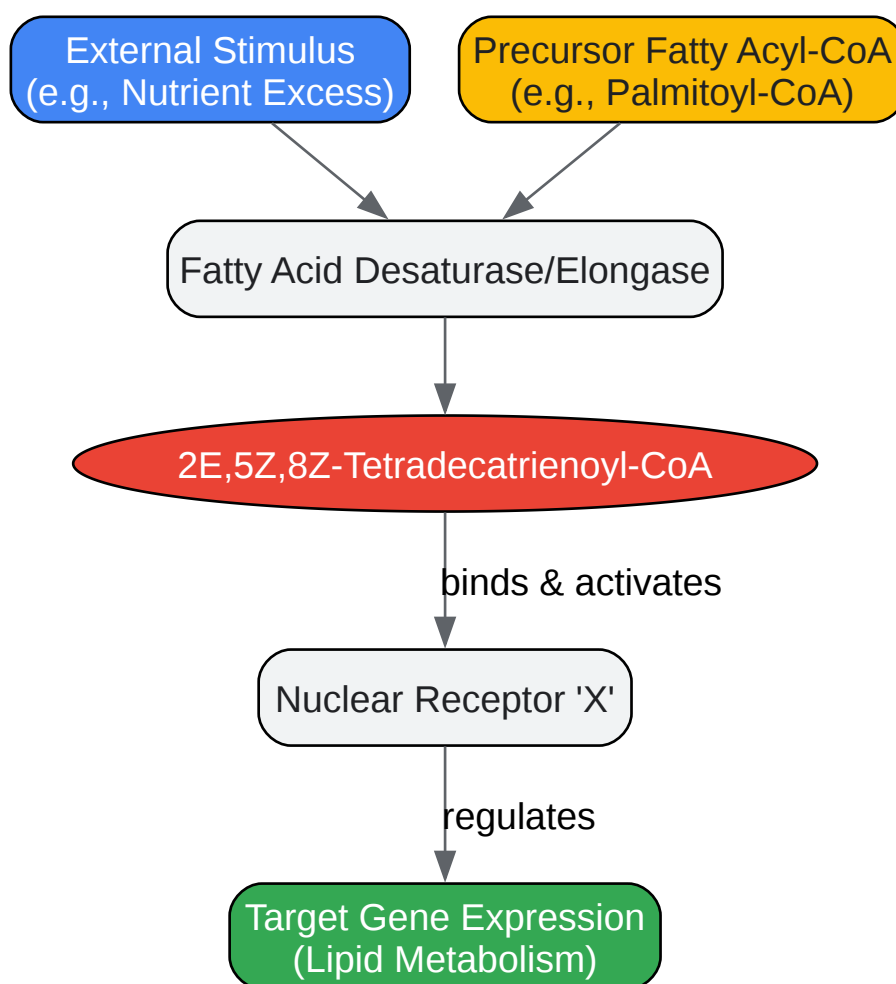 External Stimulus
(e.g., Nutrient Excess)
Precursor Fatty Acyl-CoA
(e.g., Palmitoyl-CoA)
Fatty Acid Desaturase/Elongase
2E,5Z,8Z-Tetradecatrienoyl-CoA
binds & activates
Nuclear Receptor 'X'
regulates
Target Gene Expression
(Lipid Metabolism)